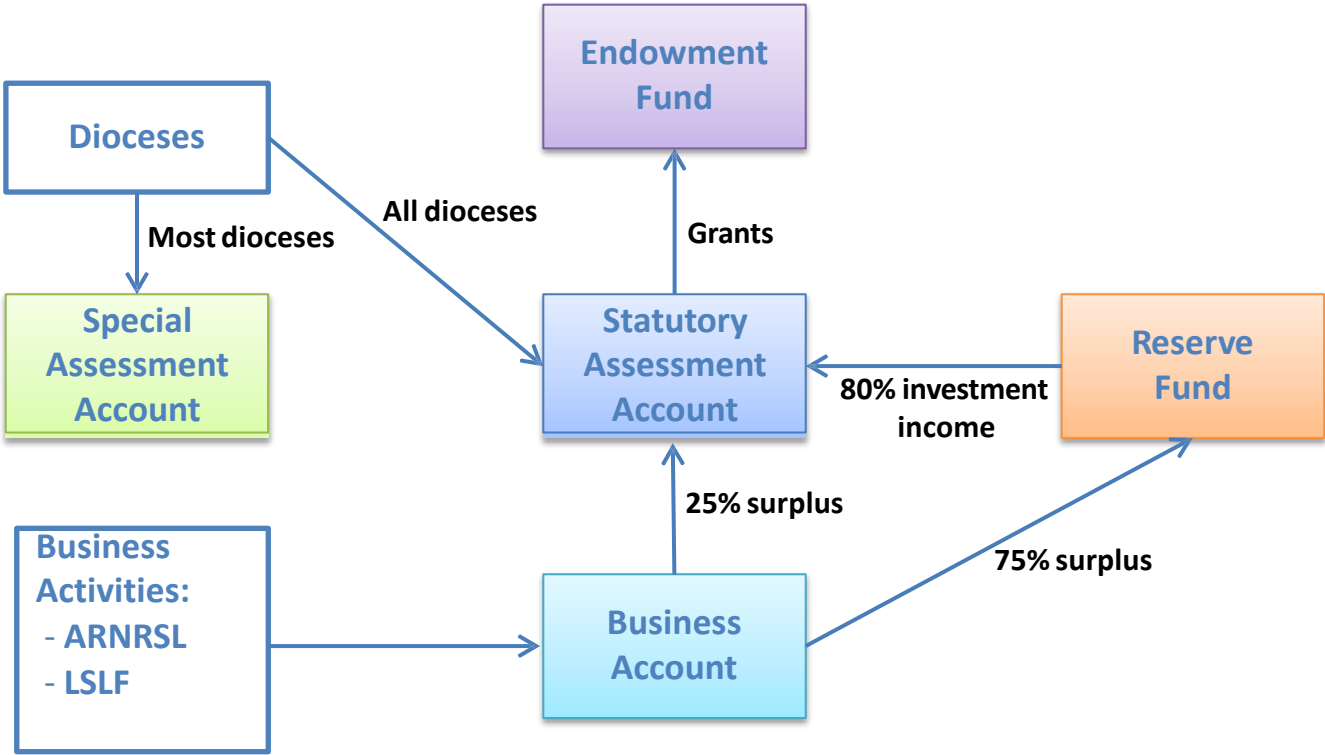 Endowment
Fund
Dioceses
All dioceses
Most dioceses
Grants
Special
Assessment
Account
Statutory
Assessment
Account
Reserve
Fund
80% investment
income
25% surplus
75% surplus
Business
Activities:
- ARNRSL
- LSLF
Business
Account